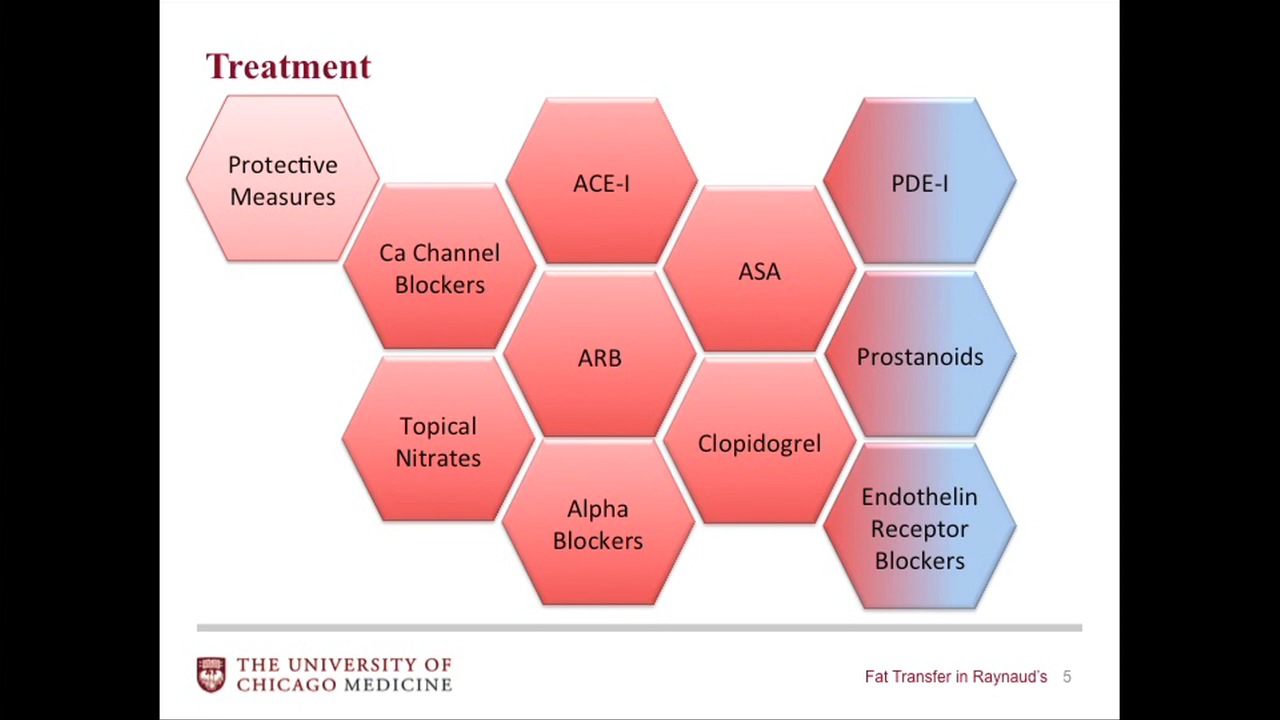 Treatment
Protective
Measures
Ca Channel
Blockers
Topical
Nitrates
ACE-I
ARB
Alpha
Blockers
ASA
Clopidogrel
PDE-I
Prostanoids
Endothelin
Receptor
Blockers
THE UNIVERSITY OF
CHICAGO MEDICINE
Fat Transfer in Raynaud's 5